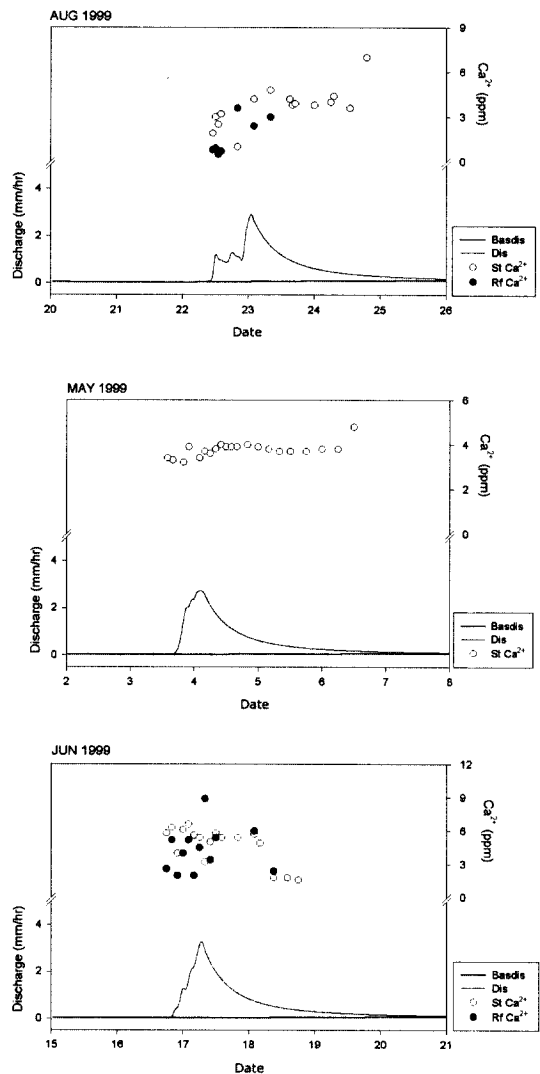 AUG 1999
9
6
3
0
Ca²⁺ (ppm)
4
2
0
Discharge (mm/hr)
20 21 22 23 24 25 26
Date
Basdis
Dis
St Ca²⁺
Rf Ca²⁺
MAY 1999
6
4
2
0
Ca²⁺ (ppm)
4
2
0
Discharge (mm/hr)
2 3 4 5 6 7 8
Date
Basdis
Dis
St Ca²⁺
JUN 1999
12
9
6
3
0
Ca²⁺ (ppm)
4
2
0
Discharge (mm/hr)
15 16 17 18 19 20 21
Date
Basdis
Dis
St Ca²⁺
Rf Ca²⁺